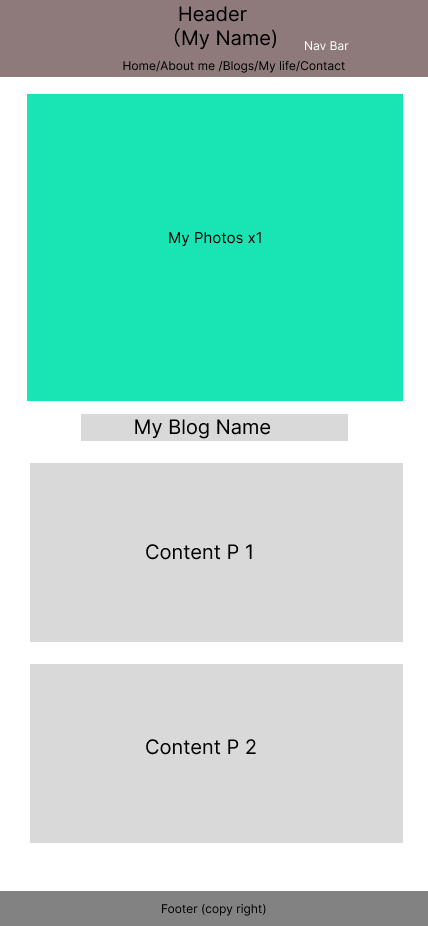 Header
(My Name)
Nav Bar
Home/About me /Blogs/My life/Contact
My Photos x1
My Blog Name
Content P 1
Content P 2
Footer (copy right)